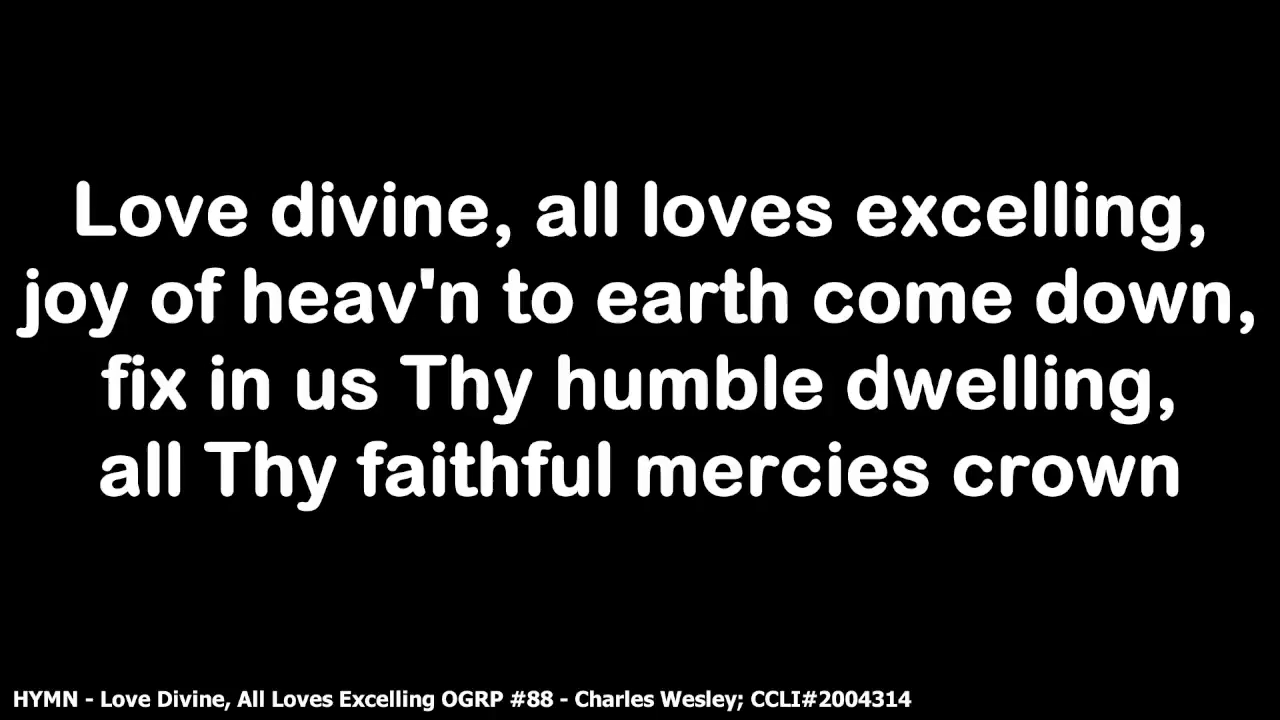 Love divine, all loves excelling,
joy of heav'n to earth come down,
fix in us Thy humble dwelling,
all Thy faithful mercies crown
HYMN - Love Divine, All Loves Excelling OGRP #88 - Charles Wesley; CCLI#2004314